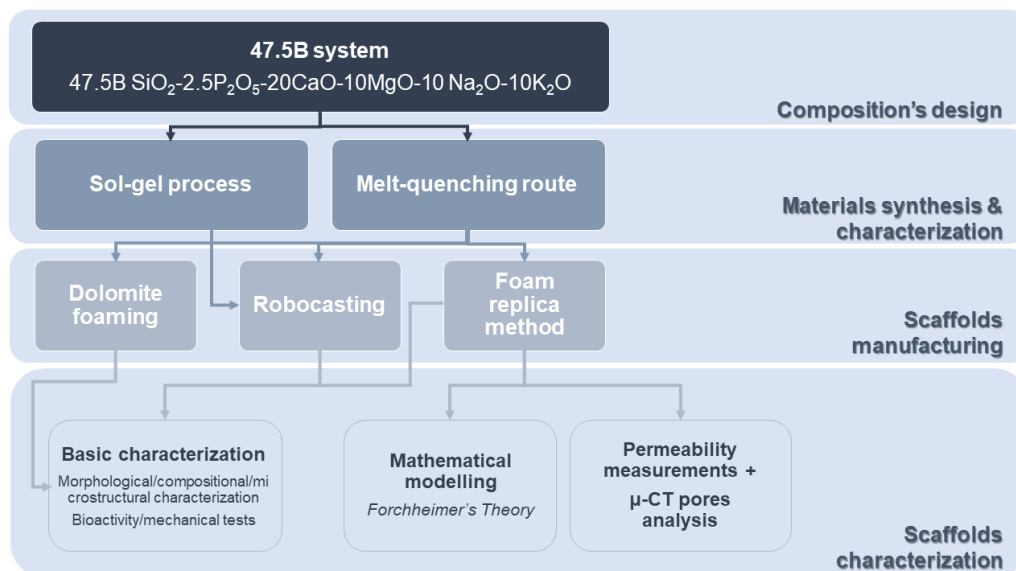 47.5B system
47.5B SiO₂-2.5P₂O₅-20CaO-10MgO-10 Na₂O-10K₂O
Composition's design
Sol-gel process
Melt-quenching route
Materials synthesis &
characterization
Dolomite
foaming
Robocasting
Foam
replica
method
Scaffolds
manufacturing
Basic characterization
Morphological/compositional/mi
crostructural characterization
Bioactivity/mechanical tests
Mathematical
modelling
Forchheimer's Theory
Permeability
measurements +
μ-CT pores
analysis
Scaffolds
characterization